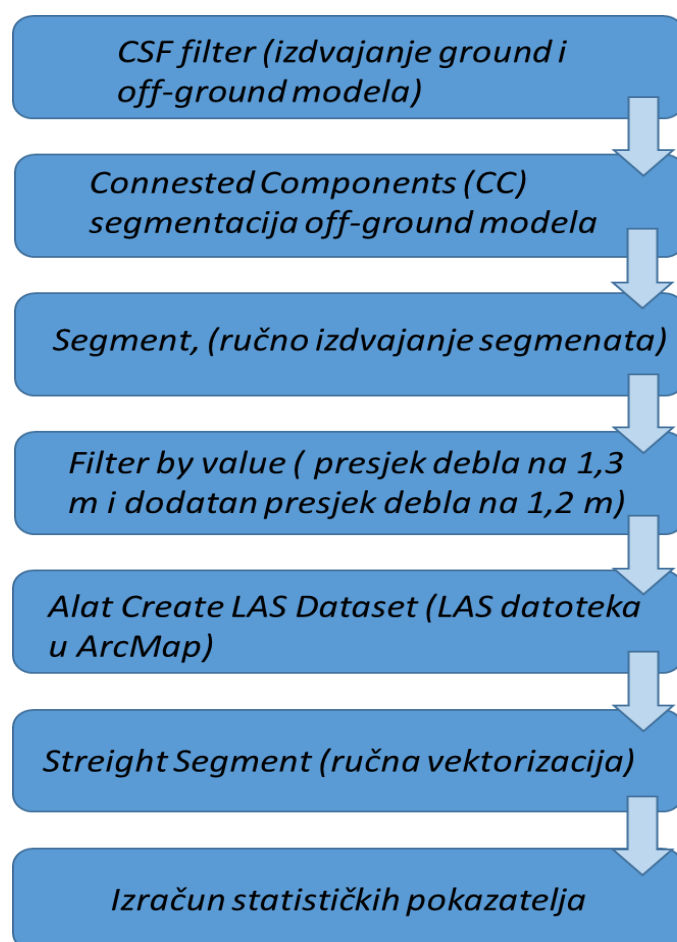 CSF filter (izdvajanje ground i
off-ground modela)
Connested Components (CC)
segmentacija off-ground modela
Segment, (ručno izdvajanje segmenata)
Filter by value ( presjek debla na 1,3
m i dodatan presjek debla na 1,2 m)
Alat Create LAS Dataset (LAS datoteka
u ArcMap)
Streight Segment (ručna vektorizacija)
Izračun statističkih pokazatelja